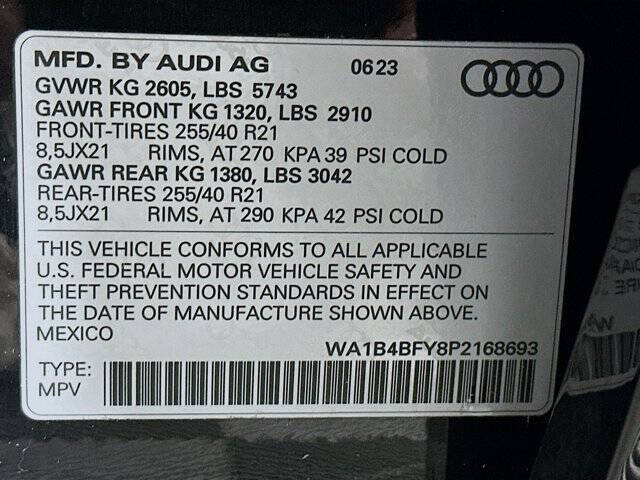 MFD. BY AUDI AG 0623
GVWR KG 2605, LBS 5743
GAWR FRONT KG 1320, LBS 2910
FRONT-TIRES 255/40 R21
8,5JX21 RIMS, AT 270 KPA 39 PSI COLD
GAWR REAR KG 1380, LBS 3042
REAR-TIRES 255/40 R21
8,5JX21 RIMS, AT 290 KPA 42 PSI COLD
THIS VEHICLE CONFORMS TO ALL APPLICABLE
U.S. FEDERAL MOTOR VEHICLE SAFETY AND
THEFT PREVENTION STANDARDS IN EFFECT ON
THE DATE OF MANUFACTURE SHOWN ABOVE.
MEXICO
WA1B4BFY8P2168693
TYPE:
MPV